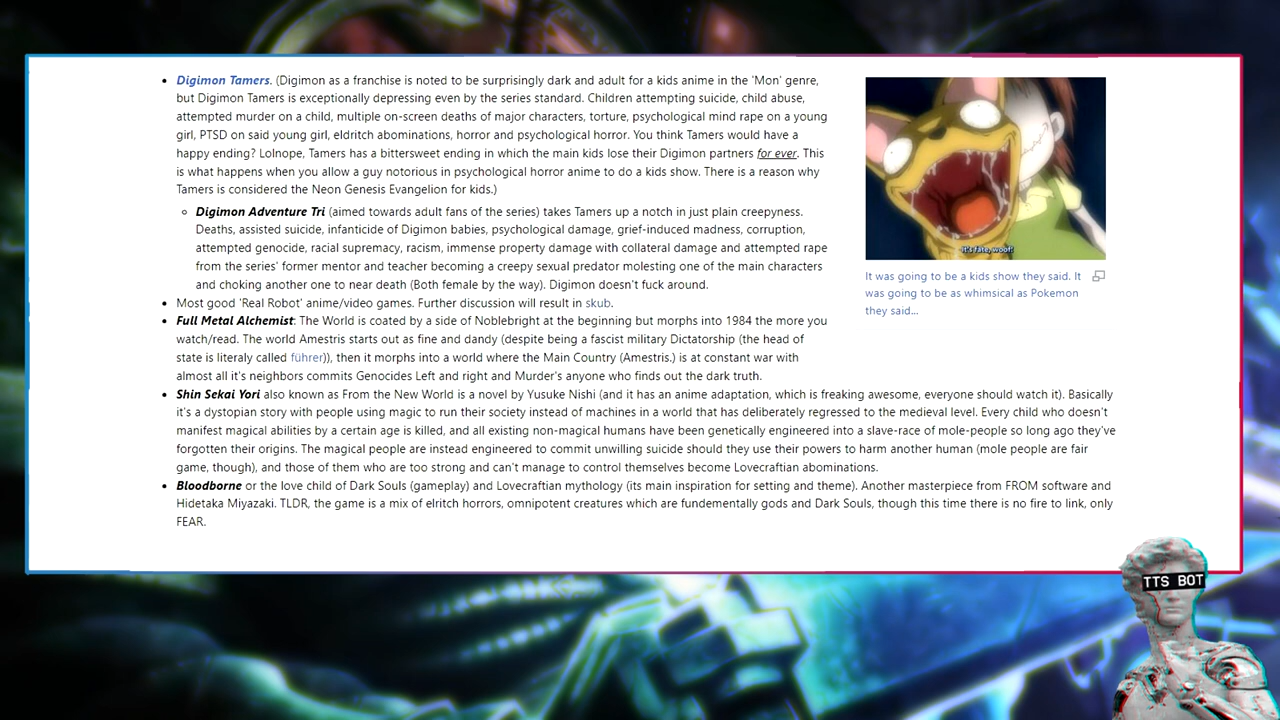 Digimon Tamers. (Digimon as a franchise is noted to be surprisingly dark and adult for a kids anime in the 'Mon' genre,
but Digimon Tamers is exceptionally depressing even by the series standard. Children attempting suicide, child abuse,
attempted murder on a child, multiple on-screen deaths of major characters, torture, psychological mind rape on a young
girl, PTSD on said young girl, eldritch abominations, horror and psychological horror. You think Tamers would have a
happy ending? Lolnope, Tamers has a bittersweet ending in which the main kids lose their Digimon partners for ever. This
is what happens when you allow a guy notorious in psychological horror anime to do a kids show. There is a reason why
Tamers is considered the Neon Genesis Evangelion for kids.)
Digimon Adventure Tri (aimed towards adult fans of the series) takes Tamers up a notch in just plain creepyness.
Deaths, assisted suicide, infanticide of Digimon babies, psychological damage, grief-induced madness, corruption,
attempted genocide, racial supremacy, racism, immense property damage with collateral damage and attempted rape
from the series' former mentor and teacher becoming a creepy sexual predator molesting one of the main characters
and choking another one to near death (Both female by the way). Digimon doesn't fuck around.
Most good 'Real Robot' anime/video games. Further discussion will result in skub.
Full Metal Alchemist: The World is coated by a side of Noblebright at the beginning but morphs into 1984 the more you
watch/read. The world Amestris starts out as fine and dandy (despite being a fascist military Dictatorship (the head of
state is literaly called führer)), then it morphs into a world where the Main Country (Amestris.) is at constant war with
almost all it's neighbors commits Genocides Left and right and Murder's anyone who finds out the dark truth.
Shin Sekai Yori also known as From the New World is a novel by Yusuke Nishi (and it has an anime adaptation, which is freaking awesome, everyone should watch it). Basically
it's a dystopian story with people using magic to run their society instead of machines in a world that has deliberately regressed to the medieval level. Every child who doesn't
manifest magical abilities by a certain age is killed, and all existing non-magical humans have been genetically engineered into a slave-race of mole-people so long ago they've
forgotten their origins. The magical people are instead engineered to commit unwilling suicide should they use their powers to harm another human (mole people are fair
game, though), and those of them who are too strong and can't manage to control themselves become Lovecraftian abominations.
Bloodborne or the love child of Dark Souls (gameplay) and Lovecraftian mythology (its main inspiration for setting and theme). Another masterpiece from FROM software and
Hidetaka Miyazaki. TLDR, the game is a mix of elritch horrors, omnipotent creatures which are fundementally gods and Dark Souls, though this time there is no fire to link, only
FEAR.
It's fate, woof!
It was going to be a kids show they said. It
was going to be as whimsical as Pokemon
they said...
TTS BOT